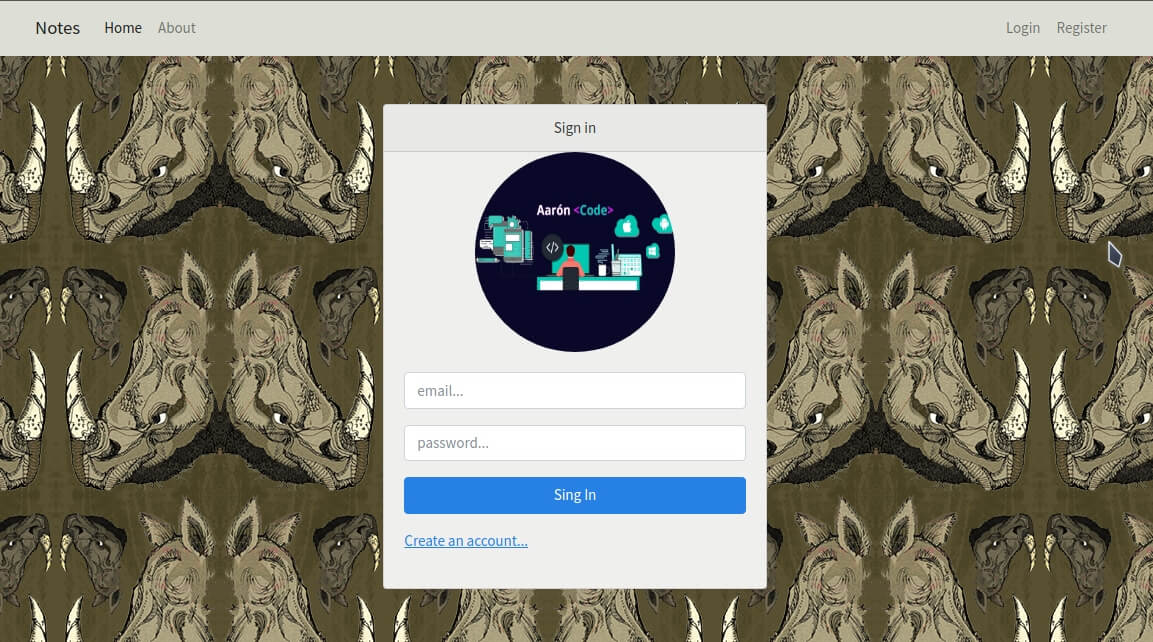 Notes Home About Login Register
Sign in
Aarón <Code>
</>
email...
password...
Sing In
Create an account...